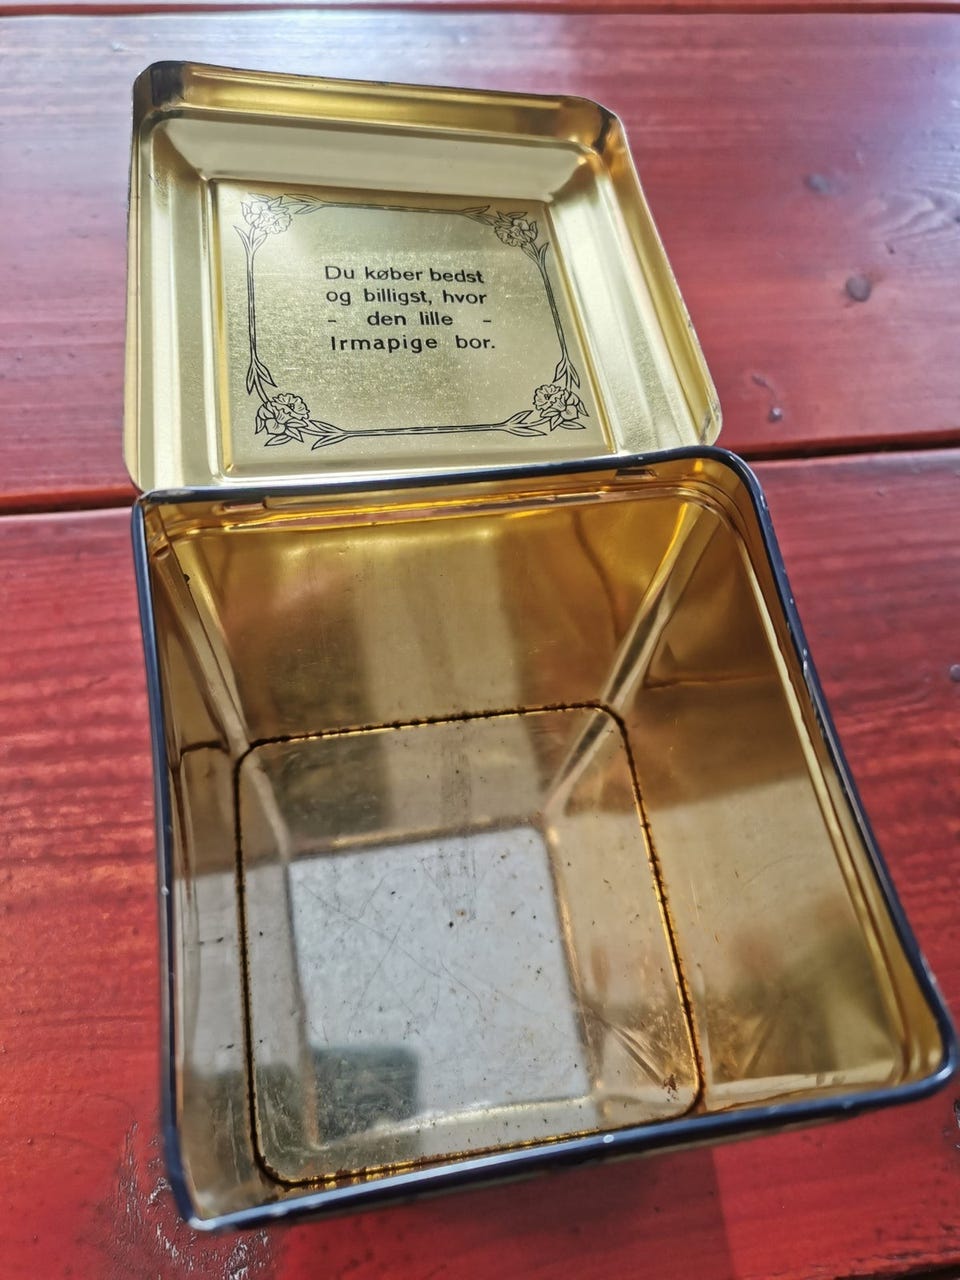 Du køber bedst
og billigst, hvor
- den lille -
Irmapige bor.